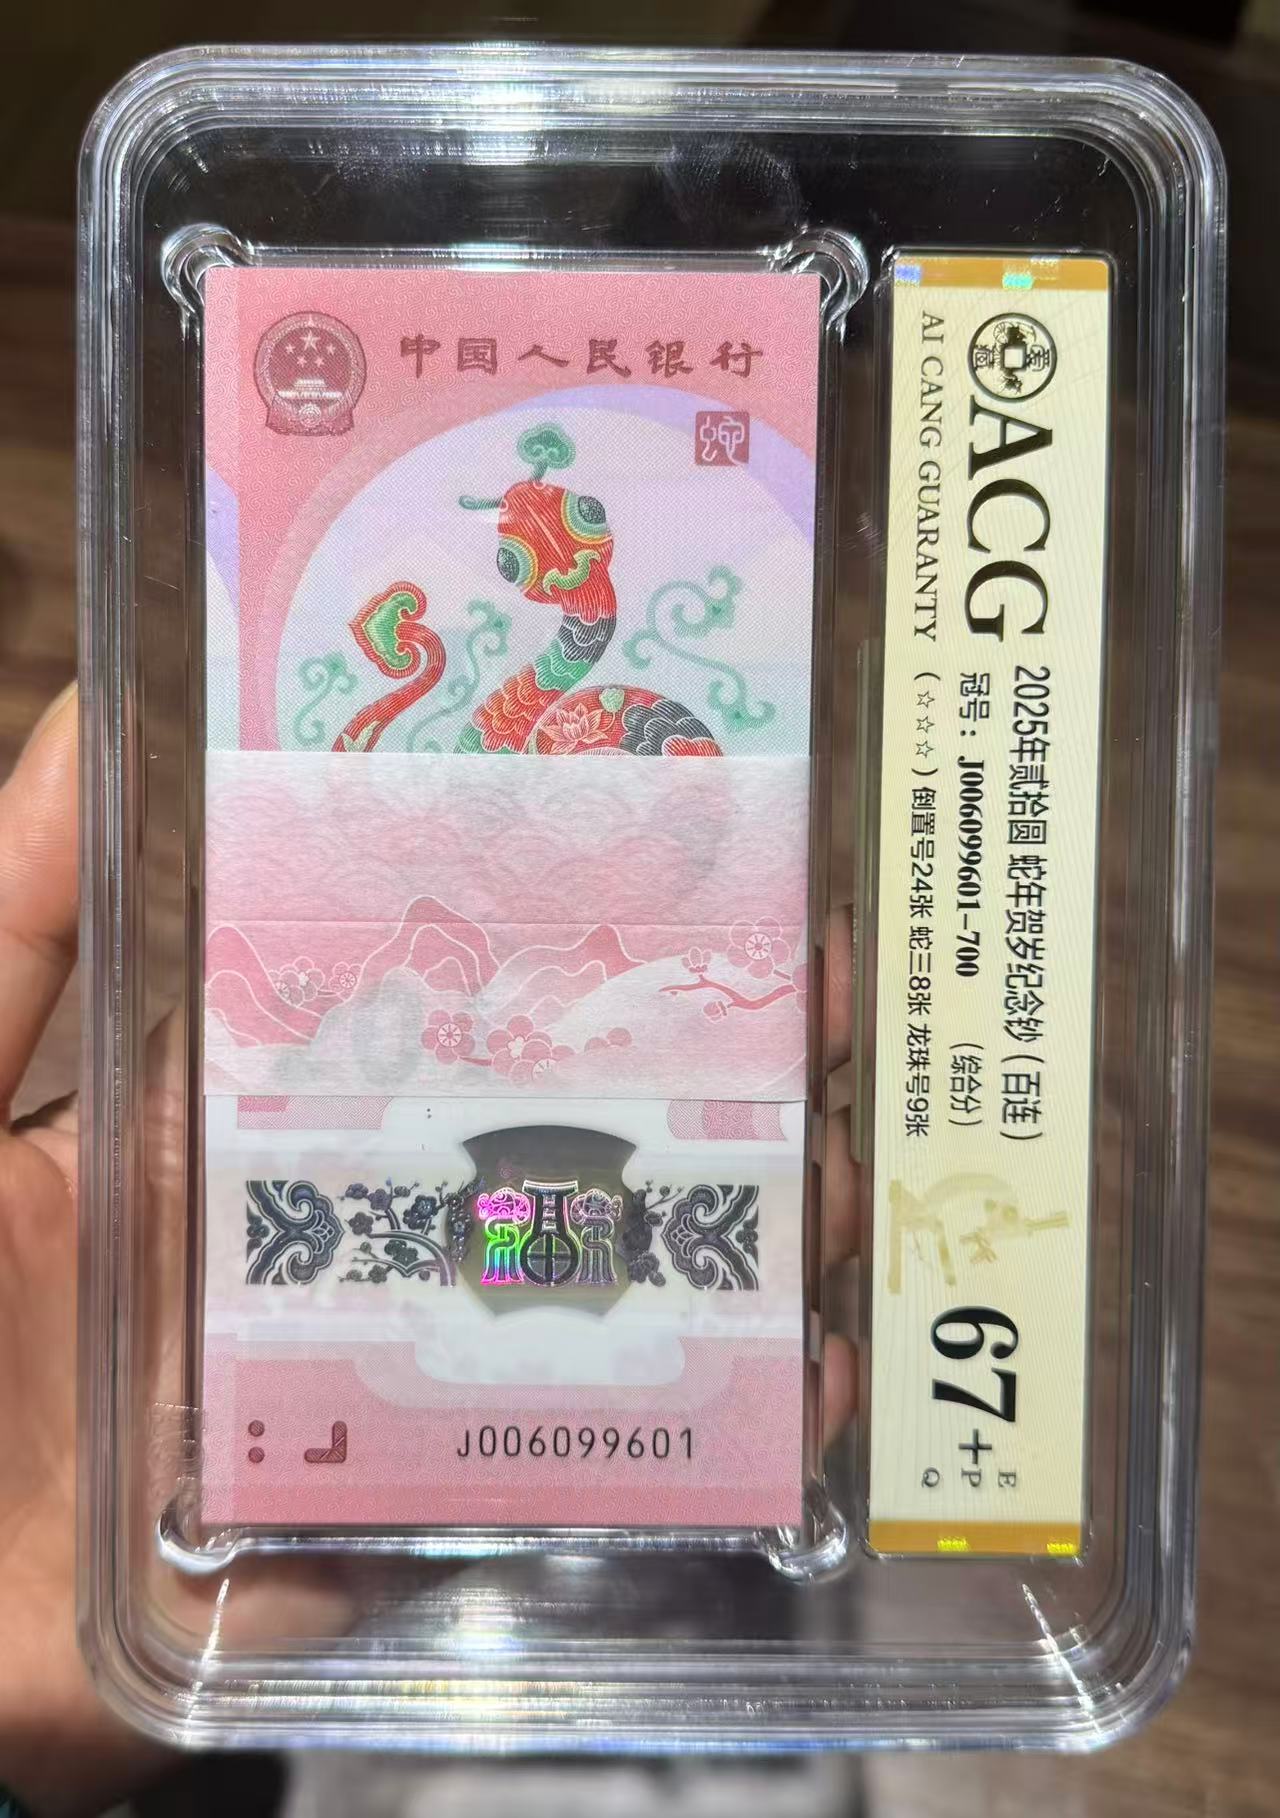 中国人民银行
蛇
J006099601
ACG
AI CANG GUARANTY
2025年贰拾圆 蛇年贺岁纪念钞（百连）
冠号：J006099601-700 （综合分）
（☆☆☆）倒置号24张 蛇三8张 龙珠号9张
67+
E
P
Q